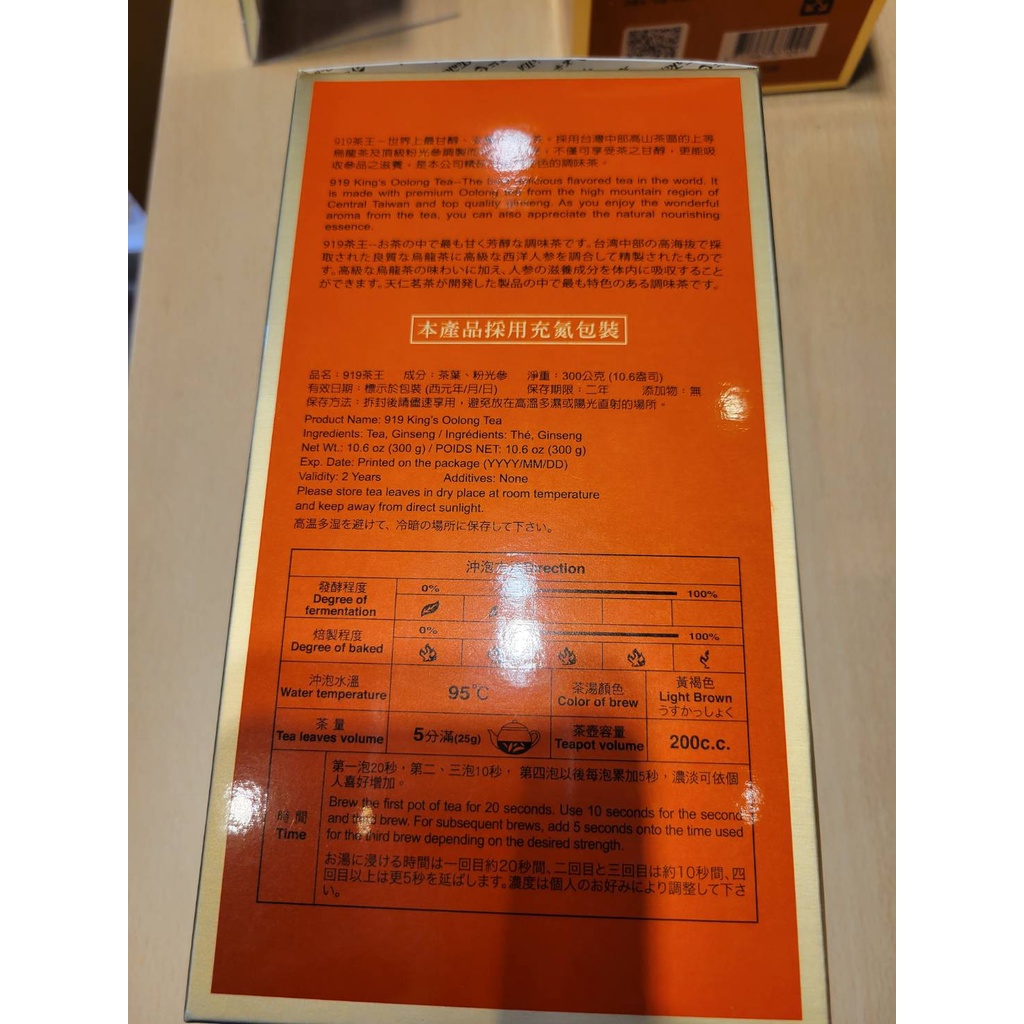 919茶王－世界上最甘醇、採用台灣中部高山茶區的上等
烏龍茶及頂級粉光參調製而不僅可享受茶之甘醇，更能吸
收參品之滋養。是本公司精色的調味茶。
919 King's Oolong Tea--The delicious flavored tea in the world. It
is made with premium Oolong tea from the high mountain region of
Central Taiwan and top quality ginseng. As you enjoy the wonderful
aroma from the tea, you can also appreciate the natural nourishing
essence.
919茶王--お茶の中で最も甘く芳醇な調味茶です。台湾中部の高海抜で採
取された良質な烏龍茶に高級な西洋人参を調合して精製されたもので
す。高級な烏龍茶の味わいに加え、人参の滋養成分を体内に吸収すること
ができます。天仁茗茶が開発した製品の中で最も特色のある調味茶です。
本產品採用充氮包裝
品名：919茶王 成分：茶葉、粉光參 淨重：300公克 (10.6盎司)
有效日期：標示於包裝 (西元年/月/日) 保存期限：二年 添加物：無
保存方法：拆封後請儘速享用，避免放在高溫多濕或陽光直射的場所。
Product Name: 919 King's Oolong Tea
Ingredients: Tea, Ginseng / Ingrédients: Thé, Ginseng
Net Wt.: 10.6 oz (300 g) / POIDS NET: 10.6 oz (300 g)
Exp. Date: Printed on the package (YYYY/MM/DD)
Validity: 2 Years Additives: None
Please store tea leaves in dry place at room temperature
and keep away from direct sunlight.
高温多湿を避けて、冷暗の場所に保存して下さい。
沖泡 Direction
發酵程度 0% 100%
Degree of
fermentation
焙製程度 0% 100%
Degree of baked
沖泡水溫 95℃ 茶湯顏色 黃褐色
Water temperature Color of brew Light Brown
うすかっしょく
茶量 5分滿(25g) 茶壺容量 200c.c.
Tea leaves volume Teapot volume
第一泡20秒，第二、三泡10秒， 第四泡以後每泡累加5秒，濃淡可依個
人喜好增加。
時間
Time
Brew the first pot of tea for 20 seconds. Use 10 seconds for the second
and third brew. For subsequent brews, add 5 seconds onto the time used
for the third brew depending on the desired strength.
お湯に浸ける時間は一回目約20秒間、二回目と三回目は約10秒間、四
回目以上は更5秒を延ばします。濃度は個人のお好みにより調整して下さ
い。